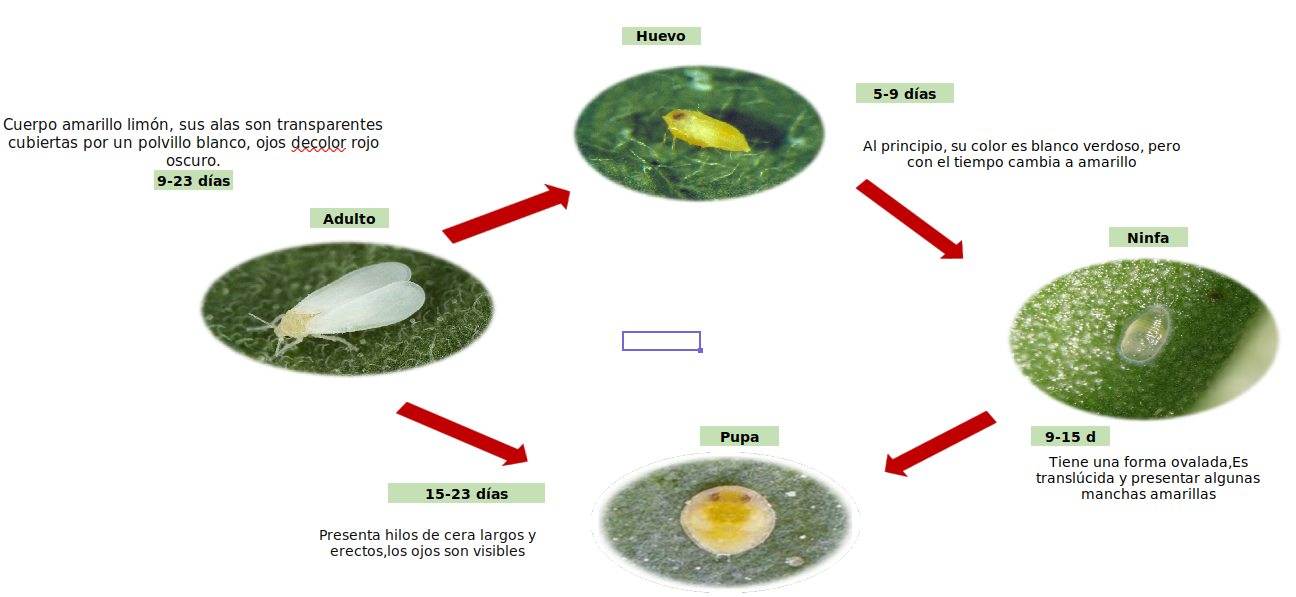 Huevo
5-9 días
Al principio, su color es blanco verdoso, pero
con el tiempo cambia a amarillo
Cuerpo amarillo limón, sus alas son transparentes
cubiertas por un polvillo blanco, ojos decolor rojo
oscuro.
9-23 días
Adulto
Ninfa
9-15 d
Tiene una forma ovalada,Es
translúcida y presentar algunas
manchas amarillas
Pupa
15-23 días
Presenta hilos de cera largos y
erectos,los ojos son visibles